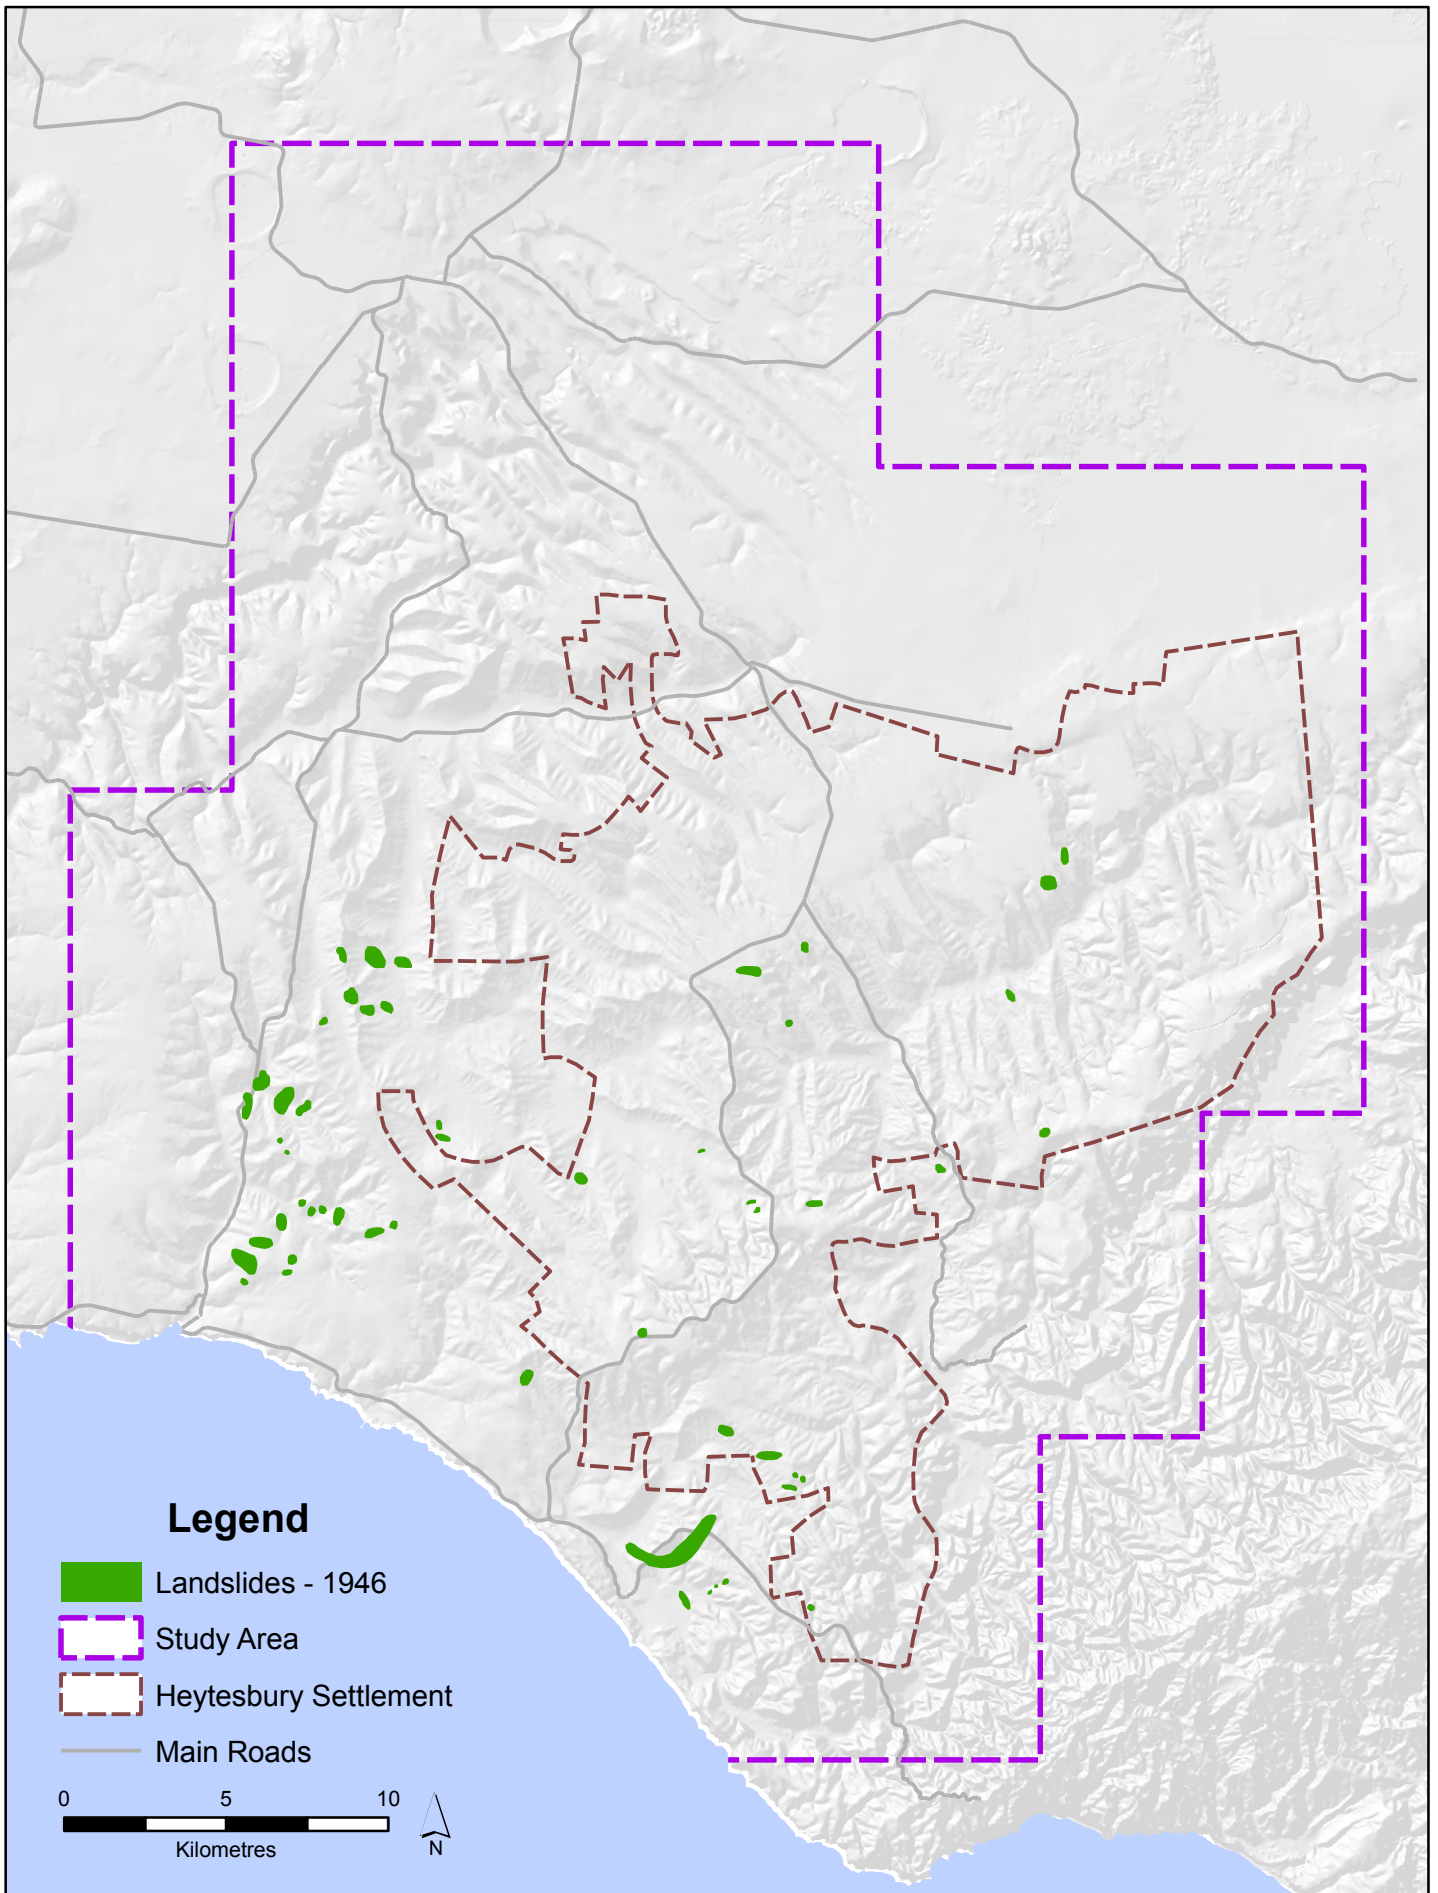 Legend
Landslides - 1946
Study Area
Heytesbury Settlement
Main Roads
0 5 10
Kilometres
N